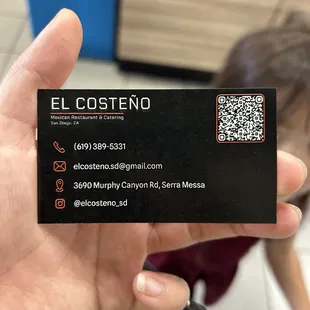 EL COSTEÑO
Mexican Restaurant & Catering
San Diego, CA
(619) 389-5331
elcosteno.sd@gmail.com
3690 Murphy Canyon Rd, Serra Messa
@elcosteno_sd